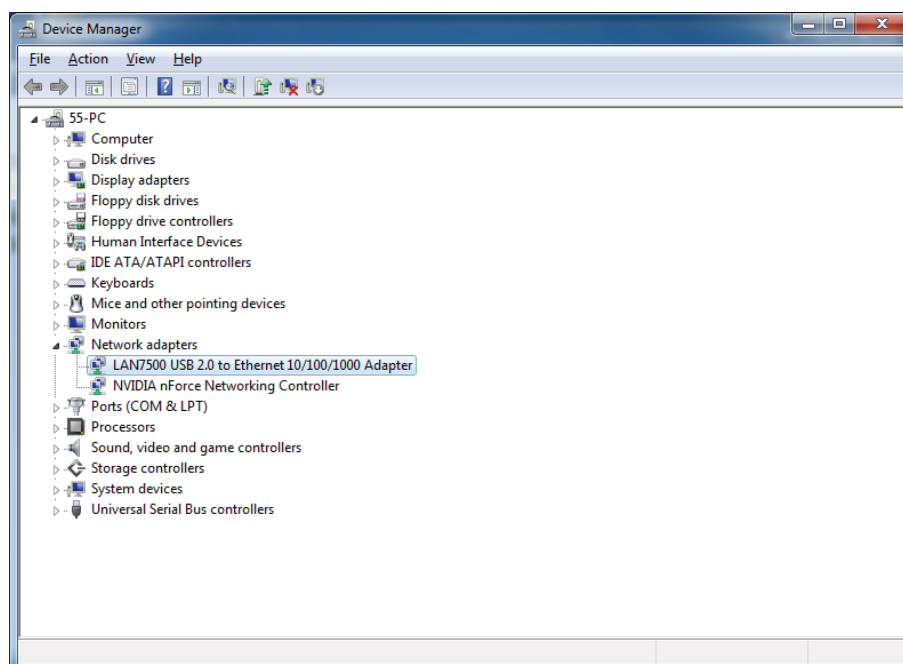 Device Manager
File Action View Help
55-PC
Computer
Disk drives
Display adapters
Floppy disk drives
Floppy drive controllers
Human Interface Devices
IDE ATA/ATAPI controllers
Keyboards
Mice and other pointing devices
Monitors
Network adapters
LAN7500 USB 2.0 to Ethernet 10/100/1000 Adapter
NVIDIA nForce Networking Controller
Ports (COM & LPT)
Processors
Sound, video and game controllers
Storage controllers
System devices
Universal Serial Bus controllers